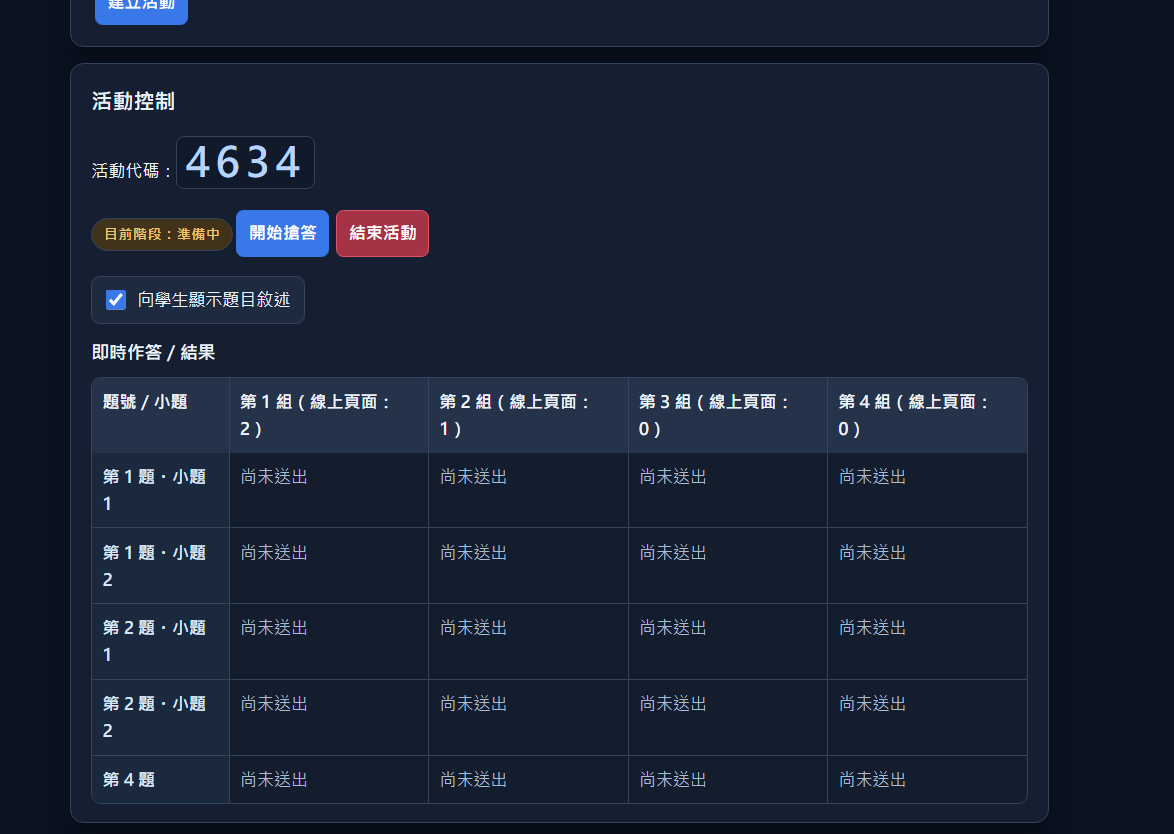 建立活動
活動控制
活動代碼：4634
目前階段：準備中 開始搶答 結束活動
向學生顯示題目敘述
即時作答 / 結果
題號 / 小題 第 1 組（線上頁面：2） 第 2 組（線上頁面：1） 第 3 組（線上頁面：0） 第 4 組（線上頁面：0）
第 1 題・小題 1 尚未送出 尚未送出 尚未送出 尚未送出
第 1 題・小題 2 尚未送出 尚未送出 尚未送出 尚未送出
第 2 題・小題 1 尚未送出 尚未送出 尚未送出 尚未送出
第 2 題・小題 2 尚未送出 尚未送出 尚未送出 尚未送出
第 4 題 尚未送出 尚未送出 尚未送出 尚未送出